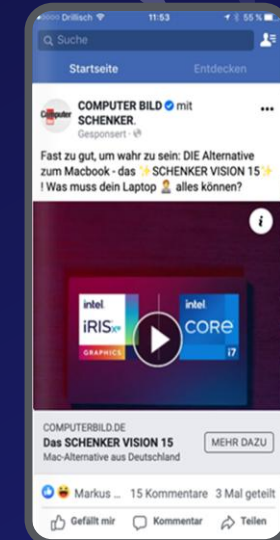 Drillisch
11:53
55 %
Suche
Startseite
Entdecken
Computer
COMPUTER BILD mit
SCHENKER.
Gesponsert ·
Fast zu gut, um wahr zu sein: DIE Alternative
zum Macbook - das ✨SCHENKER VISION 15✨
! Was muss dein Laptop 🤷 alles können?
i
intel.
iRIS Xe
GRAPHICS
intel.
CORE
i7
COMPUTERBILD.DE
Das SCHENKER VISION 15
Mac-Alternative aus Deutschland
MEHR DAZU
Markus ... 15 Kommentare 3 Mal geteilt
Gefällt mir
Kommentar
Teilen